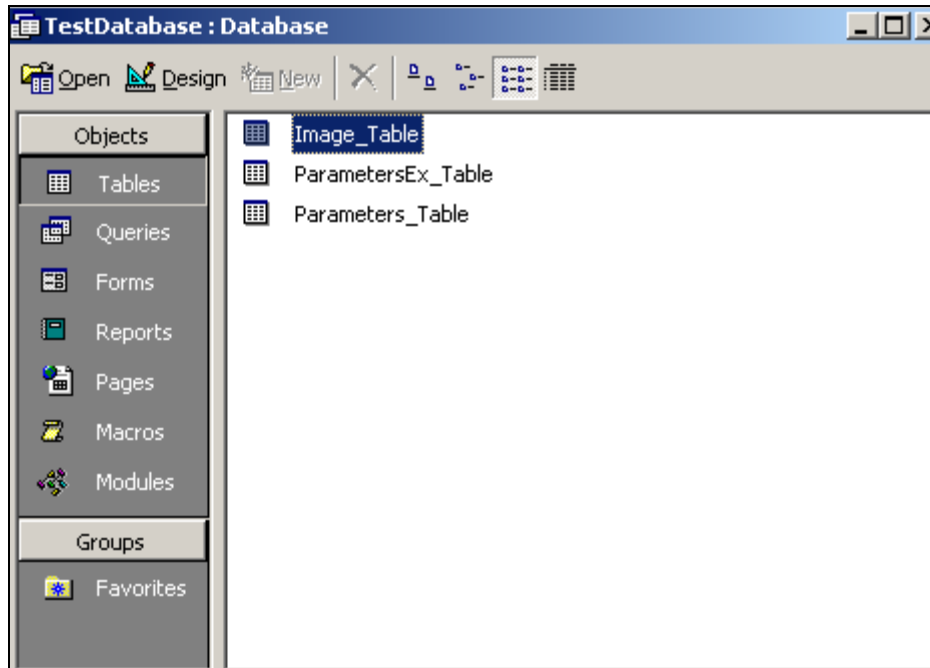 TestDatabase : Database
Open Design New
Objects
Tables
Queries
Forms
Reports
Pages
Macros
Modules
Groups
Favorites
Image_Table
ParametersEx_Table
Parameters_Table